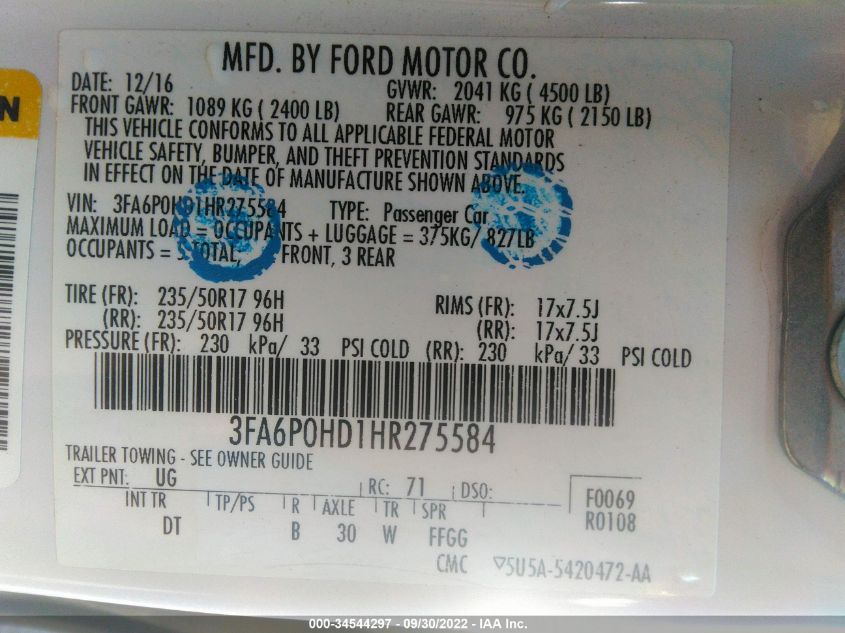 N
MFD. BY FORD MOTOR CO.
DATE: 12/16 GVWR: 2041 KG ( 4500 LB)
FRONT GAWR: 1089 KG ( 2400 LB) REAR GAWR: 975 KG ( 2150 LB)
THIS VEHICLE CONFORMS TO ALL APPLICABLE FEDERAL MOTOR
VEHICLE SAFETY, BUMPER, AND THEFT PREVENTION STANDARDS
IN EFFECT ON THE DATE OF MANUFACTURE SHOWN ABOVE.
VIN: 3FA6P0HD1HR275584 TYPE: Passenger Car
MAXIMUM LOAD = OCCUPANTS + LUGGAGE = 375KG/ 827LB
OCCUPANTS = 5 TOTAL, FRONT, 3 REAR
TIRE (FR): 235/50R17 96H RIMS (FR): 17x7.5J
(RR): 235/50R17 96H (RR): 17x7.5J
PRESSURE (FR): 230 kPa/ 33 PSI COLD (RR): 230 kPa/ 33 PSI COLD
3FA6P0HD1HR275584
TRAILER TOWING - SEE OWNER GUIDE
EXT PNT: UG RC: 71 DSO:
INT TR TP/PS R AXLE TR SPR F0069
DT B 30 W FFGG R0108
CMC ▽5U5A-5420472-AA
000-34544297 - 09/30/2022 - IAA Inc.